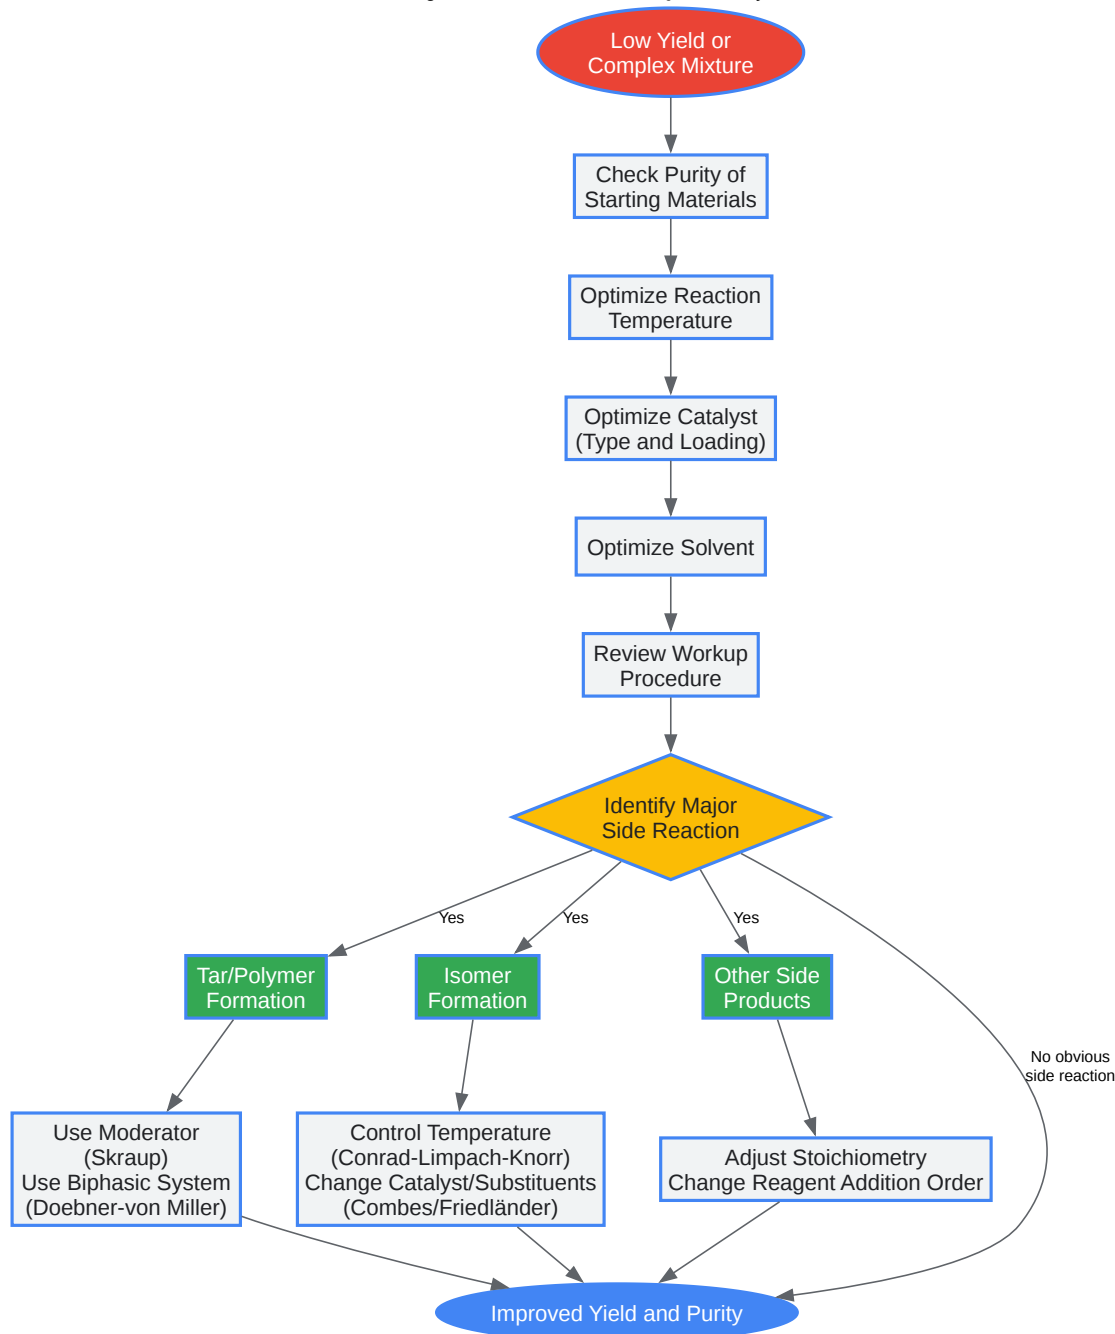 Low Yield or
Complex Mixture
Check Purity of
Starting Materials
Optimize Reaction
Temperature
Optimize Catalyst
(Type and Loading)
Optimize Solvent
Review Workup
Procedure
Identify Major
Side Reaction
Yes
Yes
Yes
No obvious
side reaction
Tar/Polymer
Formation
Isomer
Formation
Other Side
Products
Use Moderator
(Skraup)
Use Biphasic System
(Doebner-von Miller)
Control Temperature
(Conrad-Limpach-Knorr)
Change Catalyst/Substituents
(Combes/Friedländer)
Adjust Stoichiometry
Change Reagent Addition Order
Improved Yield and Purity